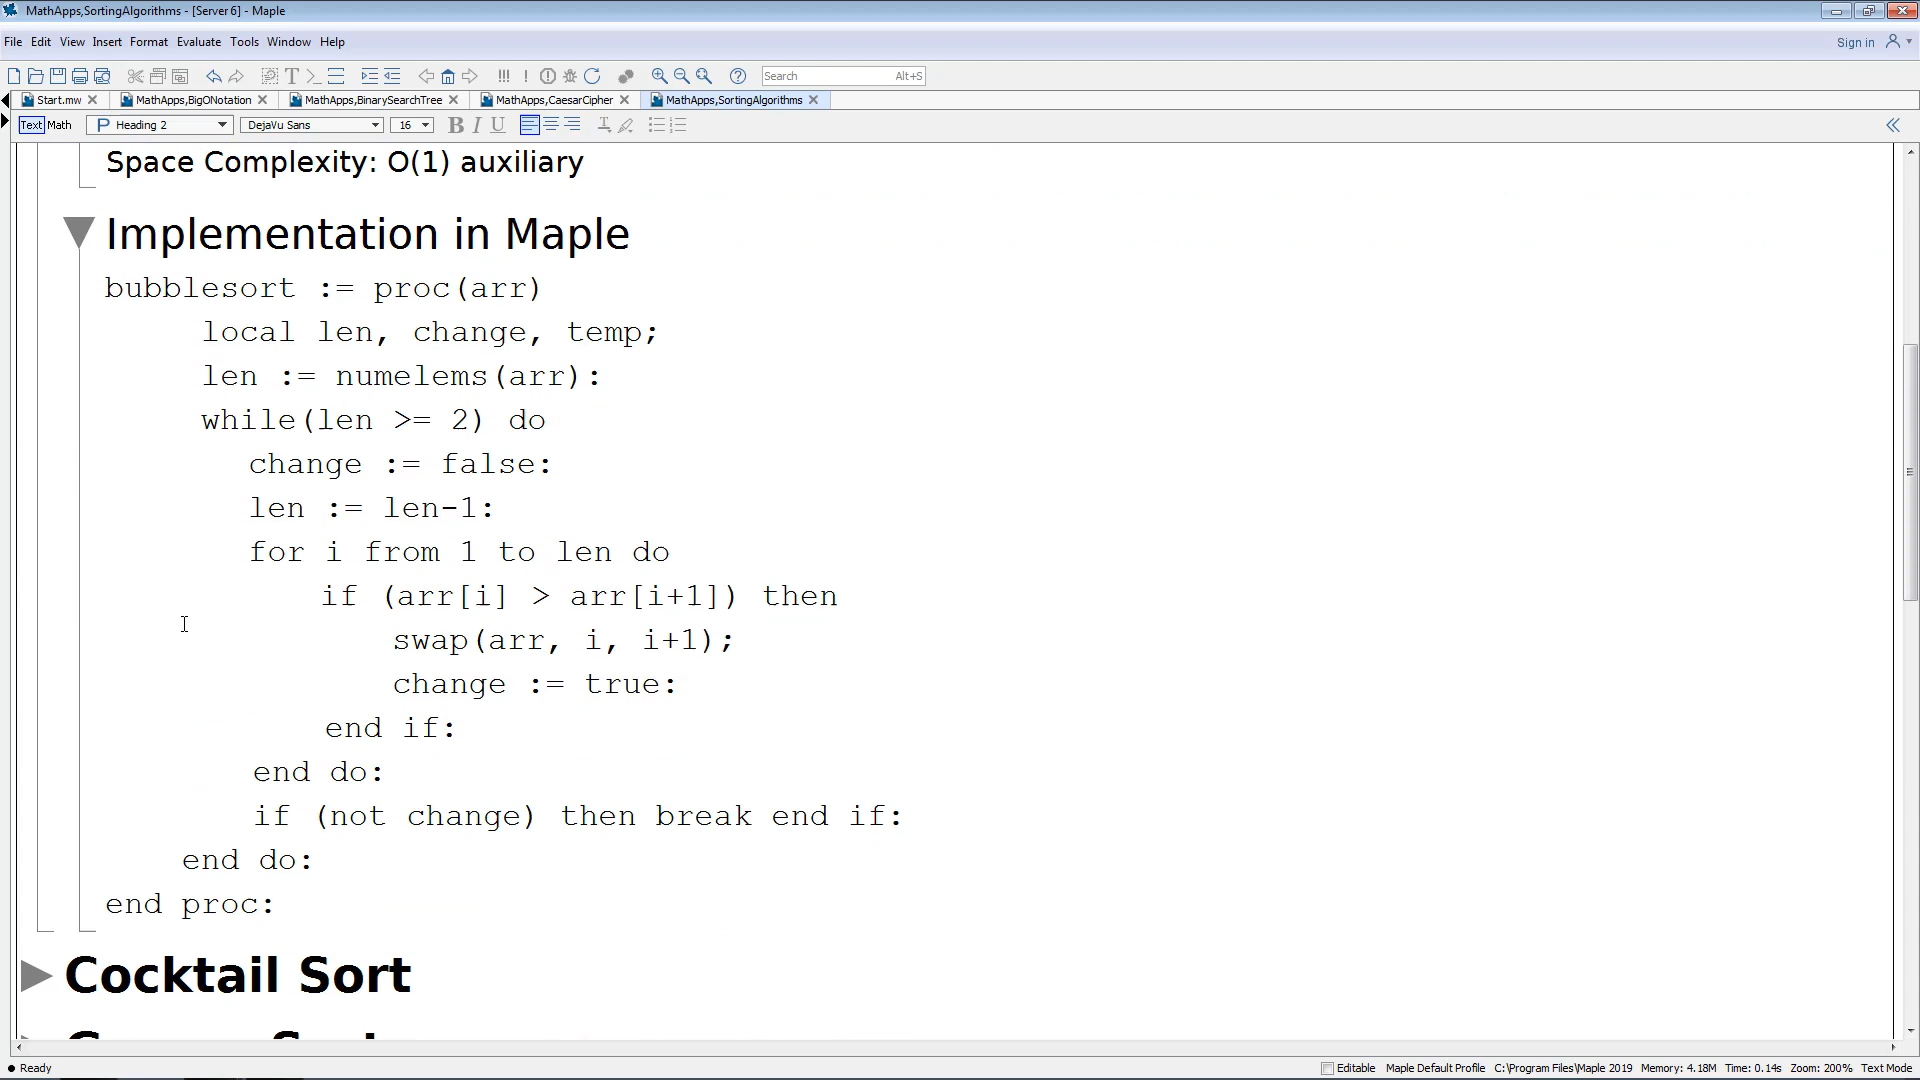 MathApps,SortingAlgorithms - [Server 6] - Maple
File Edit View Insert Format Evaluate Tools Window Help
Sign in
Search Alt+S
Start.mw MathApps,BigONotation MathApps,BinarySearchTree MathApps,CaesarCipher MathApps,SortingAlgorithms
Text Math P Heading 2 DejaVu Sans 16 B I U
Space Complexity: O(1) auxiliary
Implementation in Maple
bubblesort := proc(arr)
local len, change, temp;
len := numelems(arr):
while(len >= 2) do
change := false:
len := len-1:
for i from 1 to len do
if (arr[i] > arr[i+1]) then
swap(arr, i, i+1);
change := true:
end if:
end do:
if (not change) then break end if:
end do:
end proc:
Cocktail Sort
Ready Editable Maple Default Profile C:\Program Files\Maple 2019 Memory: 4.18M Time: 0.14s Zoom: 200% Text Mode